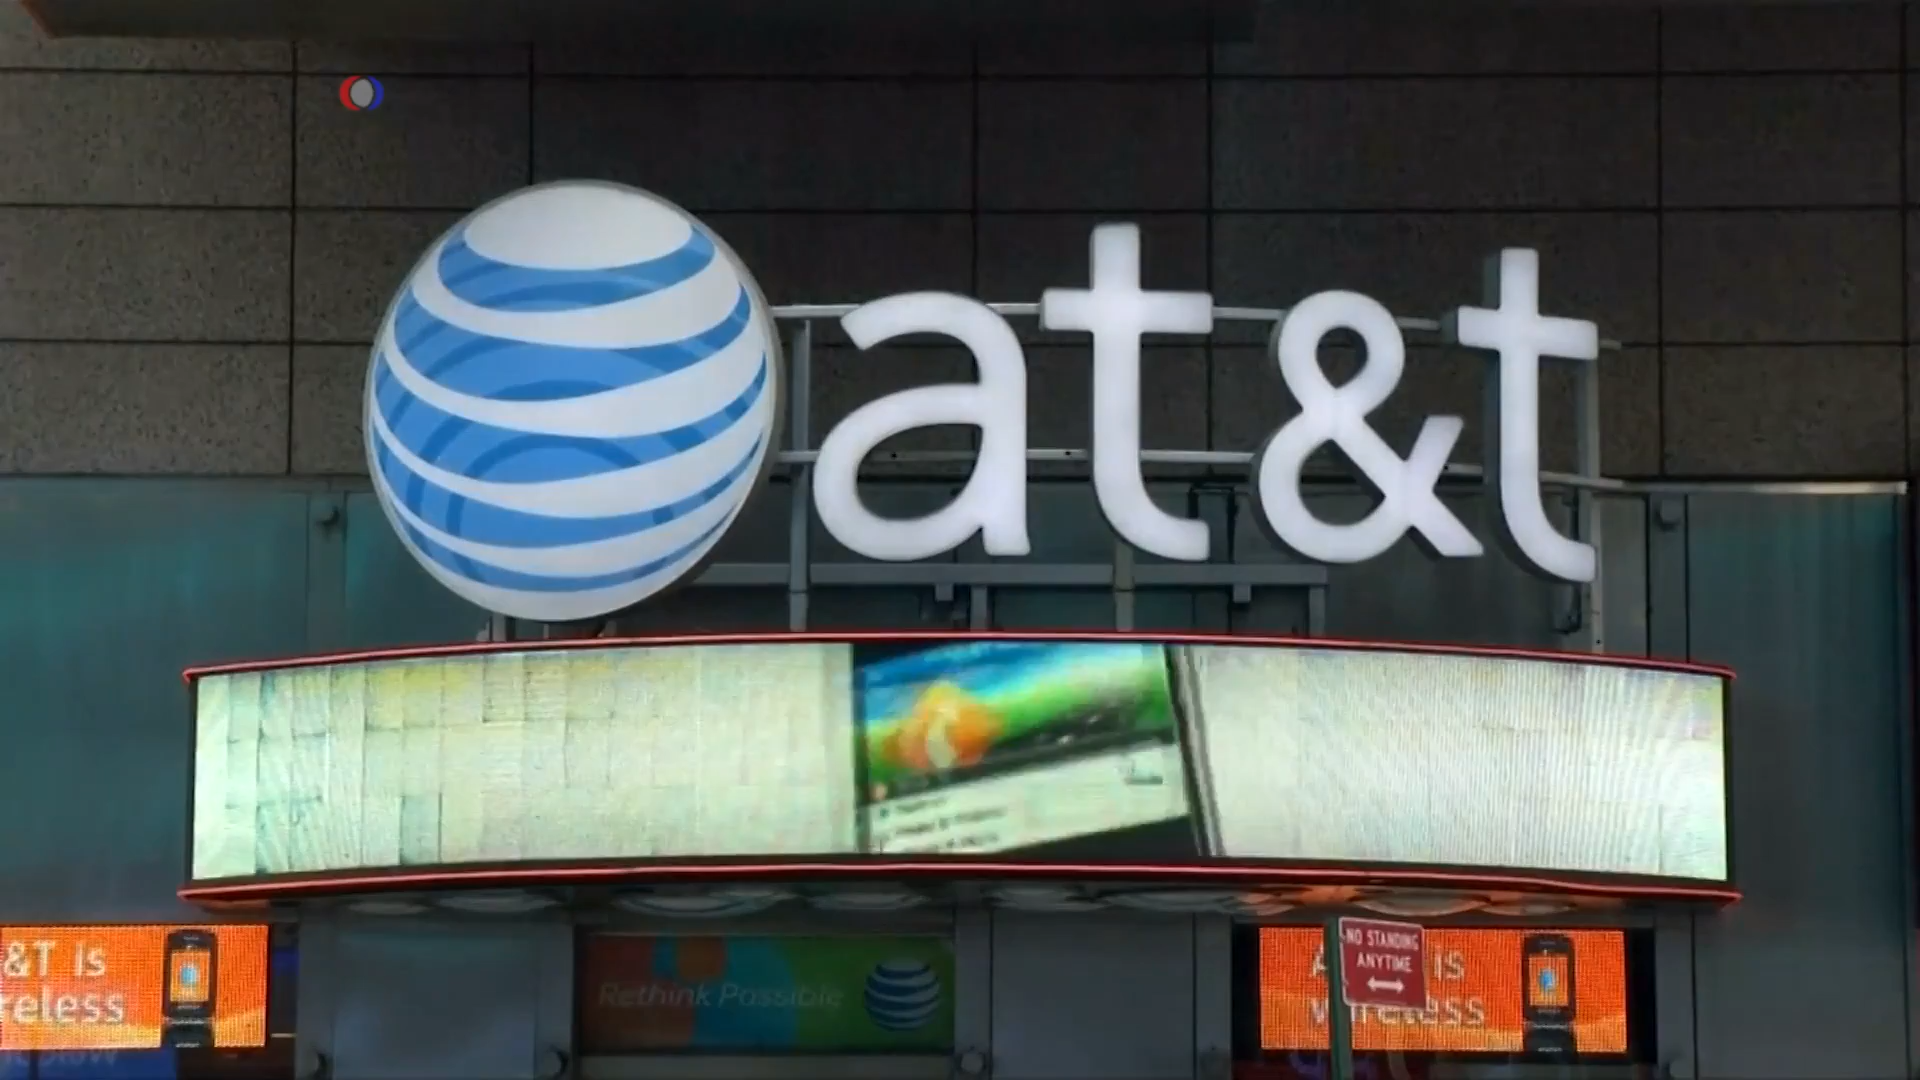 at&t
&T is
reless
Rethink Possible
NO STANDING
ANYTIME
is
Wireless